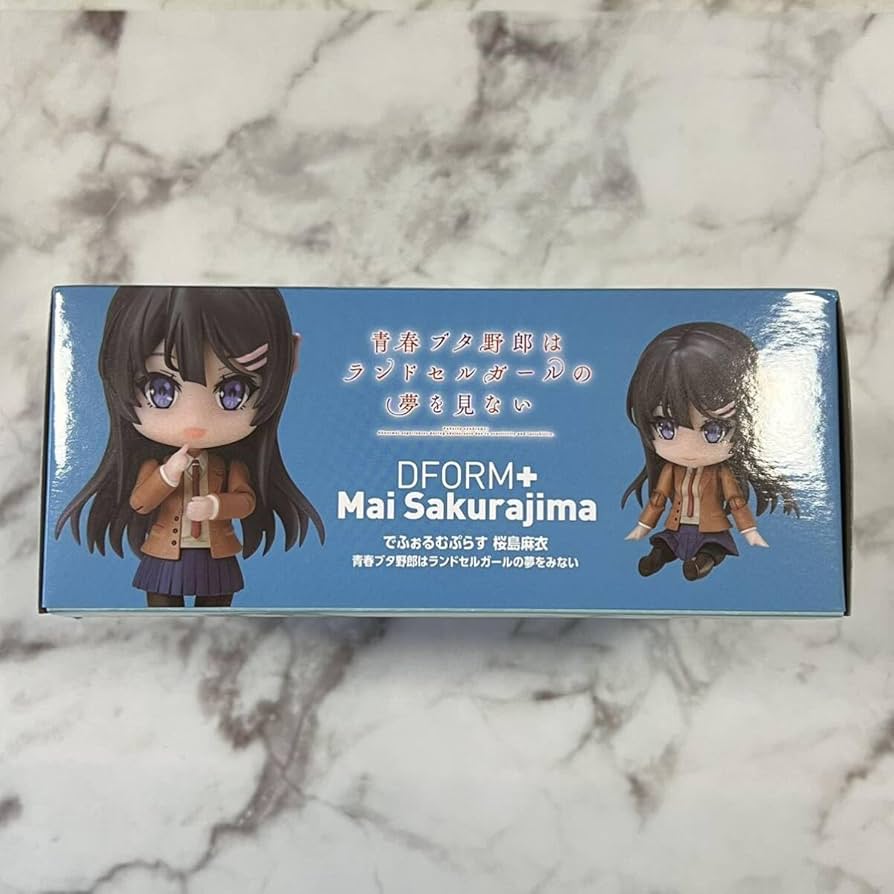 青春ブタ野郎は
ランドセルガールの
夢を見ない
DFORM+
Mai Sakurajima
でふぉるむぷらす 桜島麻衣
青春ブタ野郎はランドセルガールの夢をみない